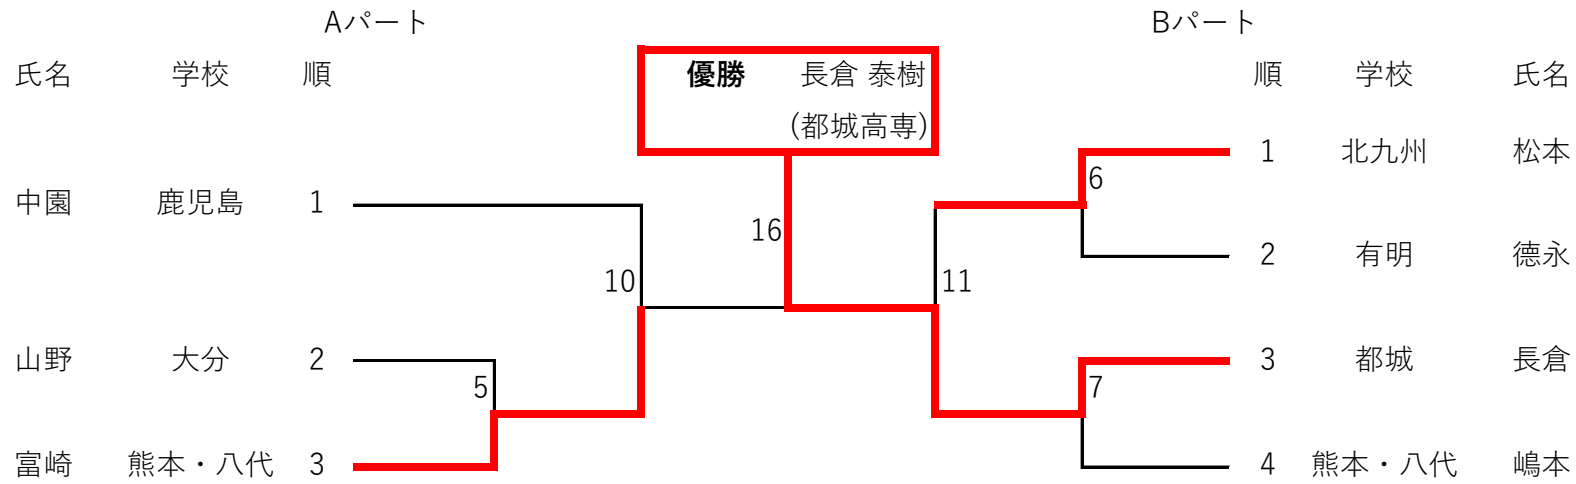 Aパート Bパート
氏名 学校 順 優勝 長倉 泰樹 順 学校 氏名
(都城高専)
1 北九州 松本
6
中園 鹿児島 1
16
2 有明 德永
10 11
山野 大分 2 3 都城 長倉
5 7
富崎 熊本・八代 3 4 熊本・八代 嶋本